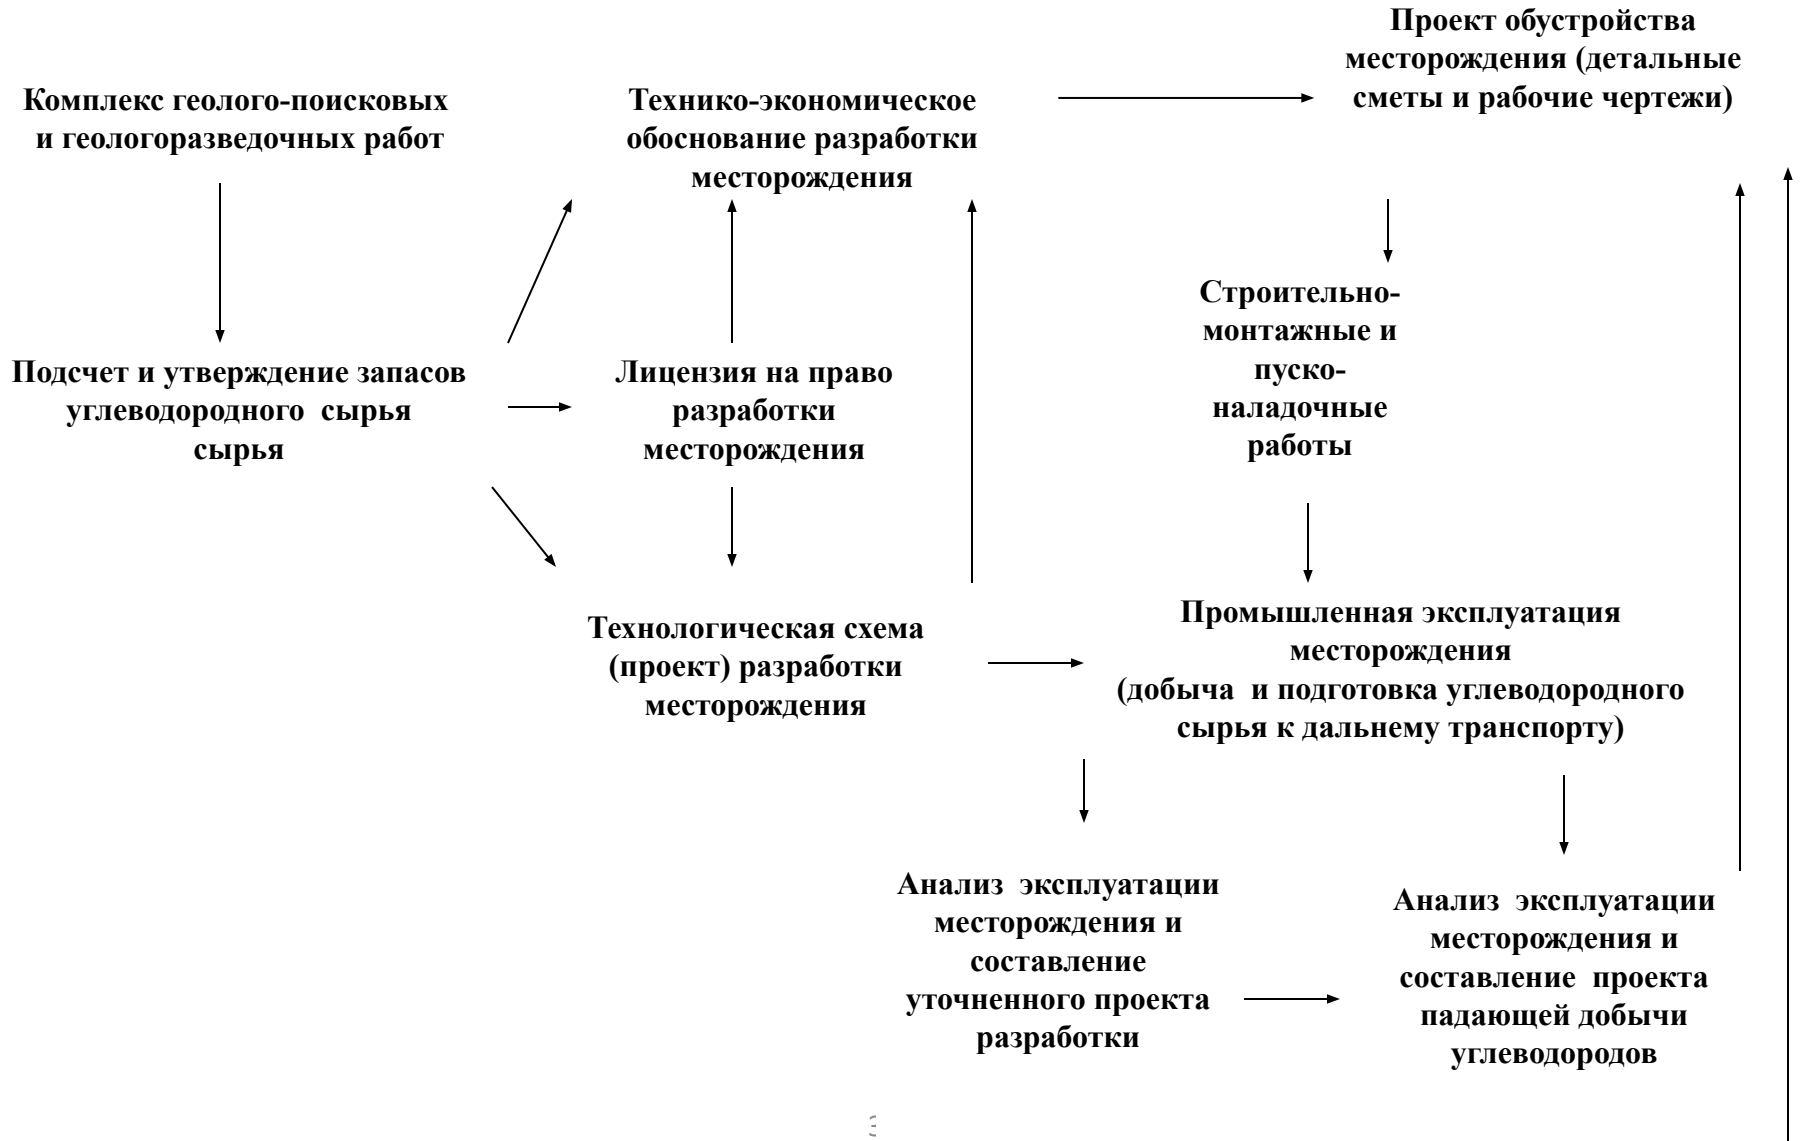 Комплекс геолого-поисковых
и геологоразведочных работ
Технико-экономическое
обоснование разработки
месторождения
Проект обустройства
месторождения (детальные
сметы и рабочие чертежи)
Подсчет и утверждение запасов
углеводородного сырья
сырья
Лицензия на право
разработки
месторождения
Строительно-
монтажные и
пуско-
наладочные
работы
Технологическая схема
(проект) разработки
месторождения
Промышленная эксплуатация
месторождения
(добыча и подготовка углеводородного
сырья к дальнему транспорту)
Анализ эксплуатации
месторождения и
составление
уточненного проекта
разработки
Анализ эксплуатации
месторождения и
составление проекта
падающей добычи
углеводородов